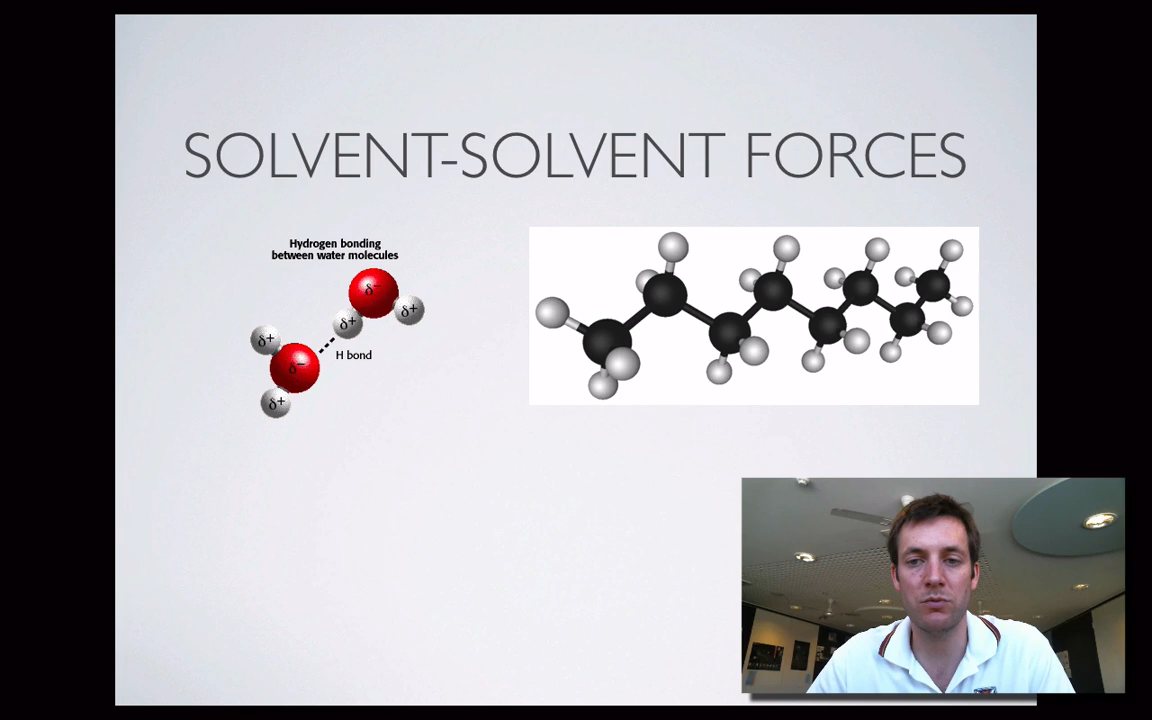 SOLVENT-SOLVENT FORCES
Hydrogen bonding
between water molecules
δ−
δ+
δ+
δ+
H bond
δ−
δ+